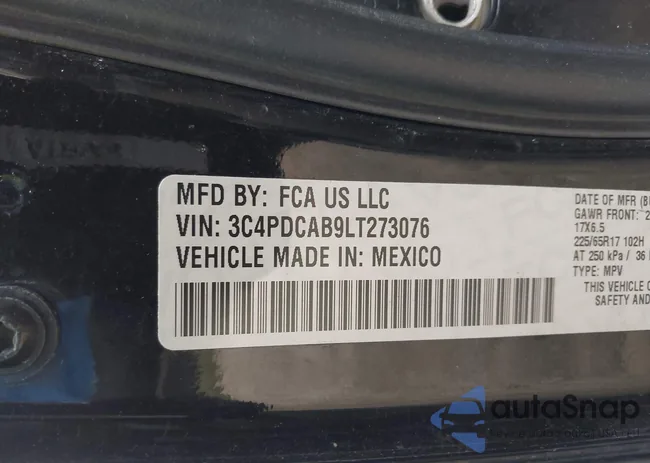 MFD BY: FCA US LLC
VIN: 3C4PDCAB9LT273076
VEHICLE MADE IN: MEXICO
DATE OF MFR
GAWR FRONT:
17X6.5
225/65R17 102H
AT 250 kPa / 36
TYPE: MPV
THIS VEHICLE
SAFETY AND
autoSnap